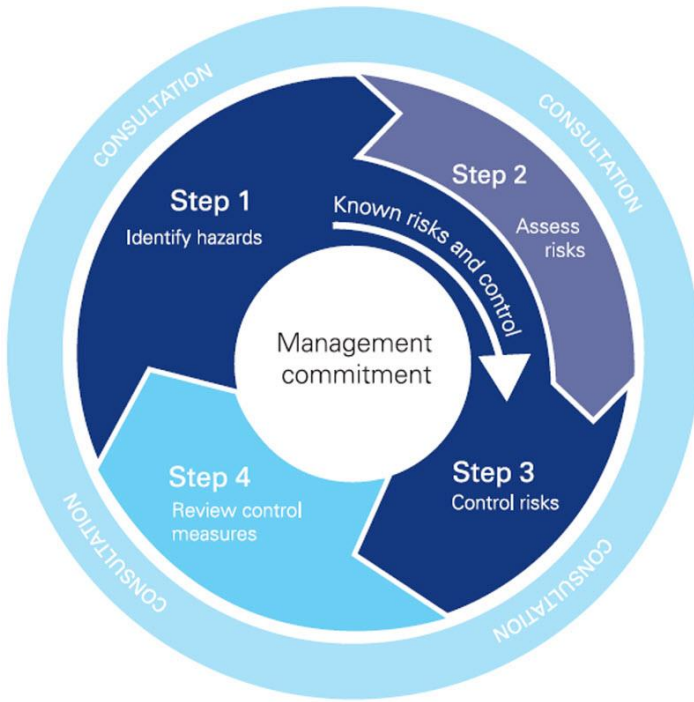 CONSULTATION
CONSULTATION
Step 1
Identify hazards
Step 2
Assess
risks
Known risks and control
Management
commitment
Step 3
Control risks
Step 4
Review control
measures
CONSULTATION
CONSULTATION